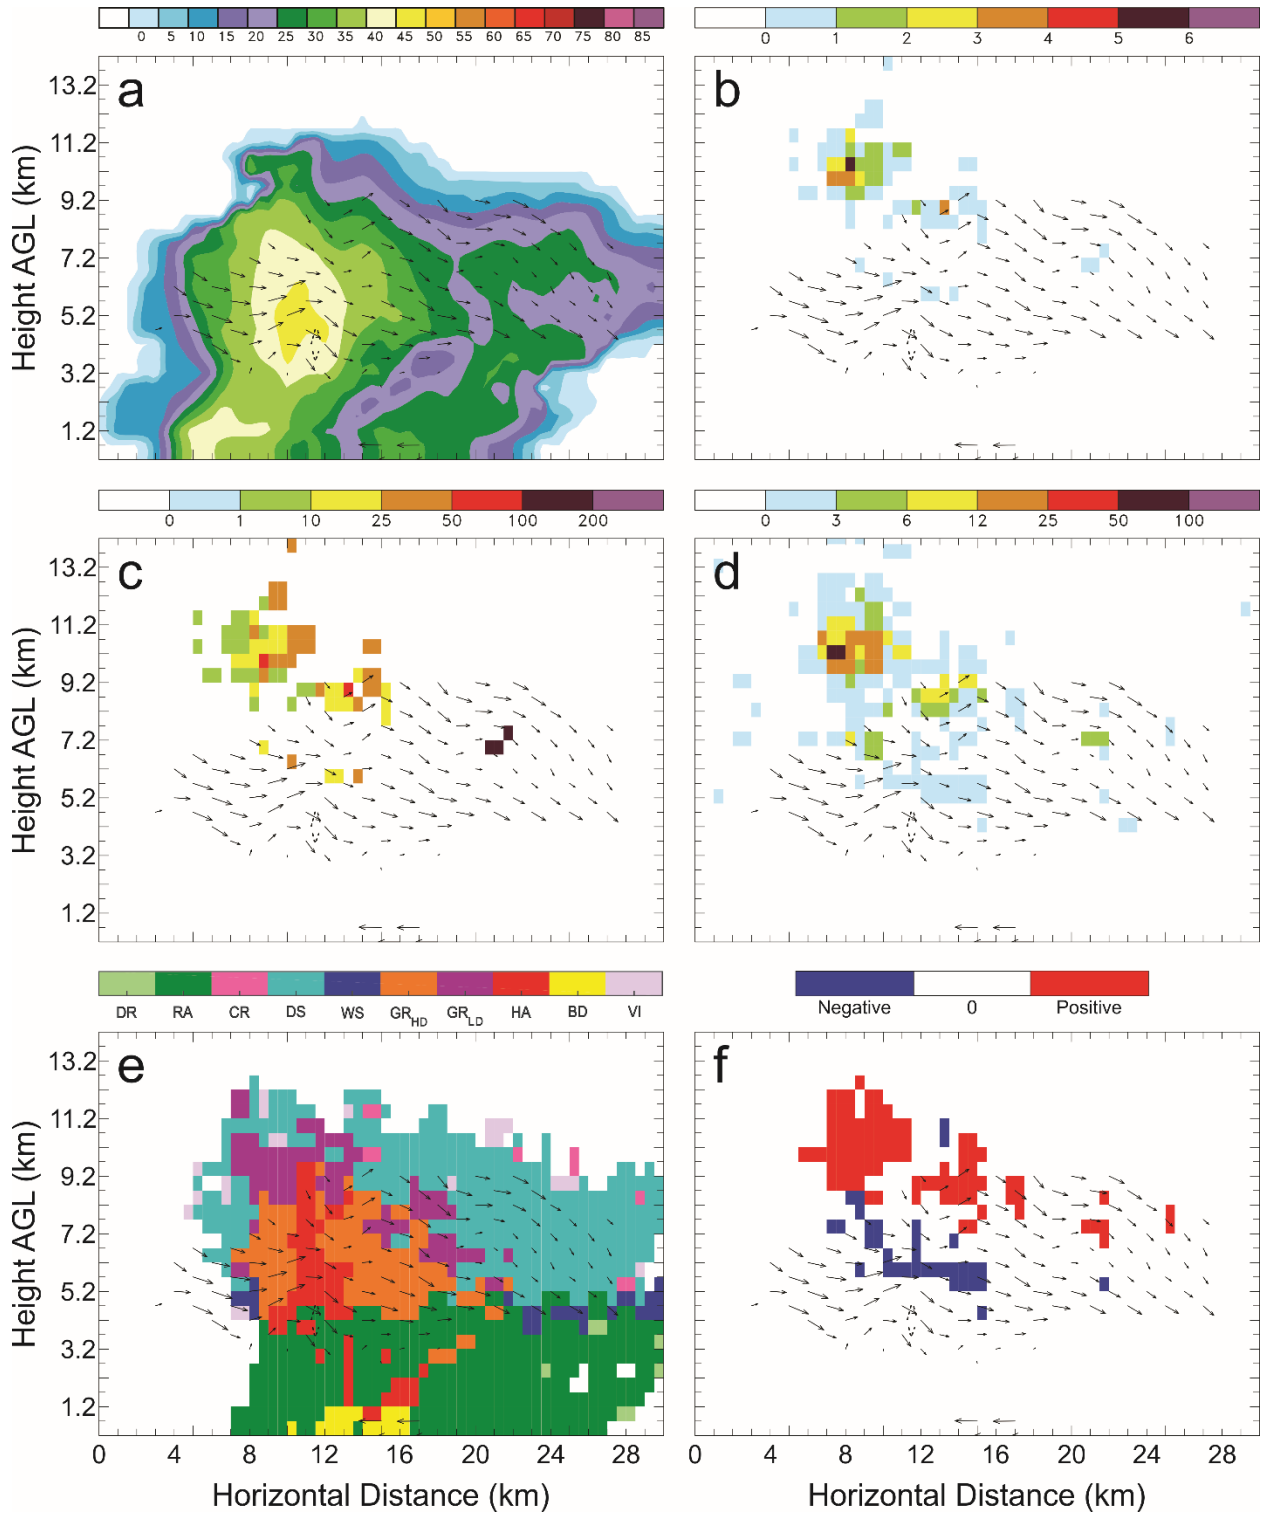 0 5 10 15 20 25 30 35 40 45 50 55 60 65 70 75 80 85
0 1 2 3 4 5 6
a
b
13.2
11.2
9.2
7.2
5.2
3.2
1.2
Height AGL (km)
0 1 10 25 50 100 200
0 3 6 12 25 50 100
c
d
13.2
11.2
9.2
7.2
5.2
3.2
1.2
Height AGL (km)
DR RA CR DS WS GRHD GRLD HA BD VI
Negative 0 Positive
e
f
13.2
11.2
9.2
7.2
5.2
3.2
1.2
Height AGL (km)
0 4 8 12 16 20 24 28
0 4 8 12 16 20 24 28
Horizontal Distance (km)
Horizontal Distance (km)